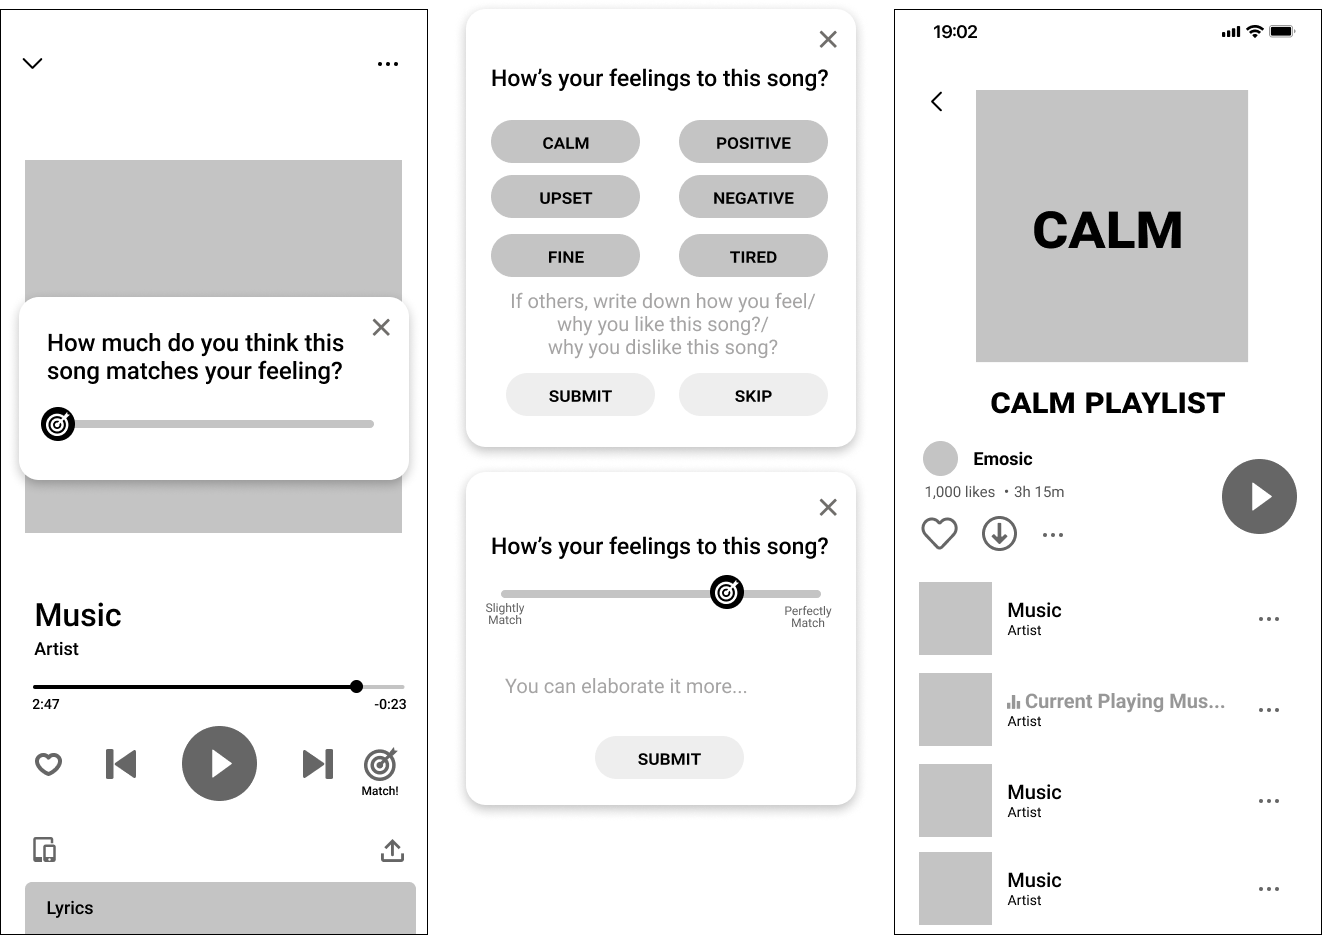 How much do you think this
song matches your feeling?
Music
Artist
2:47
-0:23
Match!
Lyrics
How’s your feelings to this song?
CALM
POSITIVE
UPSET
NEGATIVE
FINE
TIRED
If others, write down how you feel/
why you like this song?/
why you dislike this song?
SUBMIT
SKIP
How’s your feelings to this song?
Slightly
Match
Perfectly
Match
You can elaborate it more...
SUBMIT
19:02
CALM
CALM PLAYLIST
Emosic
1,000 likes • 3h 15m
Music
Artist
Current Playing Mus...
Artist
Music
Artist
Music
Artist